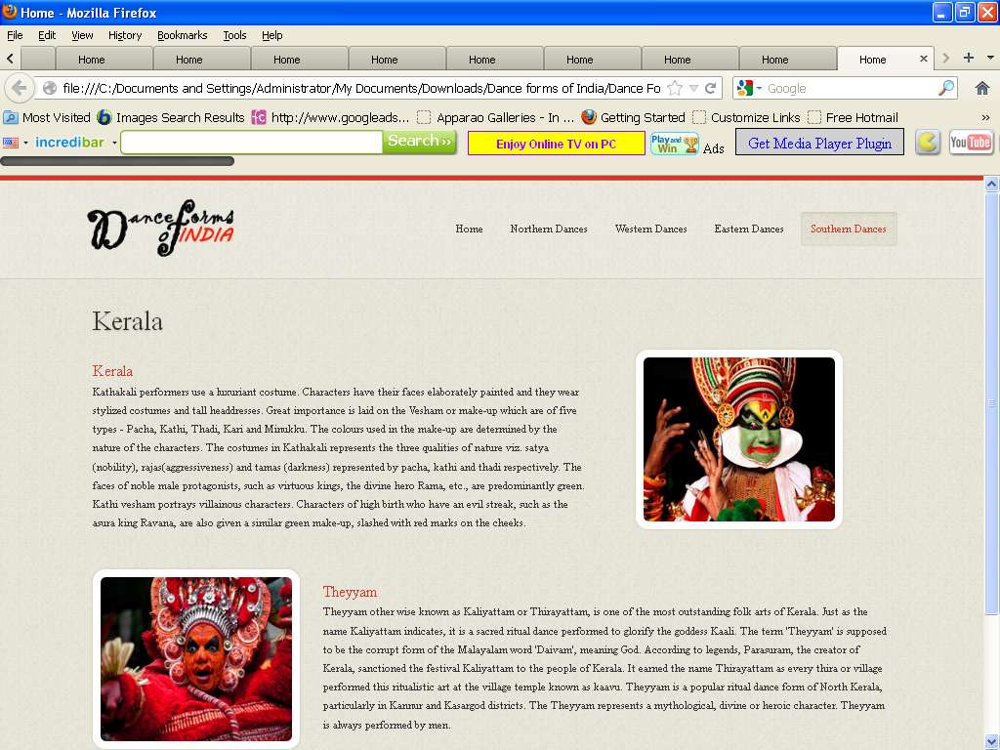 Home - Mozilla Firefox
File Edit View History Bookmarks Tools Help
Home Home Home Home Home Home Home Home Home
file:///C:/Documents and Settings/Administrator/My Documents/Downloads/Dance forms of India/Dance Fo Google
Most Visited Images Search Results http://www.googleads... Apparao Galleries - In ... Getting Started Customize Links Free Hotmail »
incredibar Search>> Enjoy Online TV on PC Play and Win Ads Get Media Player Plugin YouTube
Dance forms of INDIA
Home Northern Dances Western Dances Eastern Dances Southern Dances
Kerala
Kerala
Kathakali performers use a luxuriant costume. Characters have their faces elaborately painted and they wear
stylized costumes and tall headdresses. Great importance is laid on the Vesham or make-up which are of five
types - Pacha, Kathi, Thadi, Kari and Minukku. The colours used in the make-up are determined by the
nature of the characters. The costumes in Kathakali represents the three qualities of nature viz. satya
(nobility), rajas(aggressiveness) and tamas (darkness) represented by pacha, kathi and thadi respectively. The
faces of noble male protagonists, such as virtuous kings, the divine hero Rama, etc., are predominantly green.
Kathi vesham portrays villainous characters. Characters of high birth who have an evil streak, such as the
asura king Ravana, are also given a similar green make-up, slashed with red marks on the cheeks.
Theyyam
Theyyam other wise known as Kaliyattam or Thirayattam, is one of the most outstanding folk arts of Kerala. Just as the
name Kaliyattam indicates, it is a sacred ritual dance performed to glorify the goddess Kaali. The term 'Theyyam' is supposed
to be the corrupt form of the Malayalam word 'Daivam', meaning God. According to legends, Parasuram, the creator of
Kerala, sanctioned the festival Kaliyattam to the people of Kerala. It earned the name Thirayattam as every thira or village
performed this ritualistic art at the village temple known as kaavu. Theyyam is a popular ritual dance form of North Kerala,
particularly in Kannur and Kasargod districts. The Theyyam represents a mythological, divine or heroic character. Theyyam
is always performed by men.